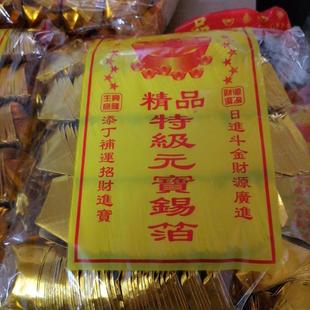 精品
特級元寶錫箔
日進斗金財源廣進
添丁補運招財進寶